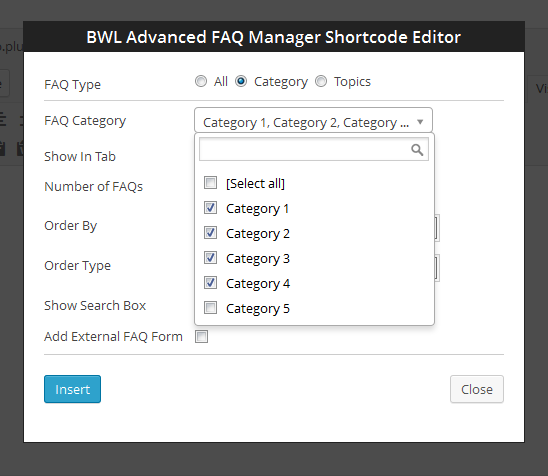 BWL Advanced FAQ Manager Shortcode Editor
.plu
Vi
FAQ Type All Category Topics
FAQ Category Category 1, Category 2, Category ...
Show In Tab
[Select all]
Number of FAQs
Category 1
Order By
Category 2
Category 3
Order Type
Category 4
Show Search Box
Category 5
Add External FAQ Form
Insert Close